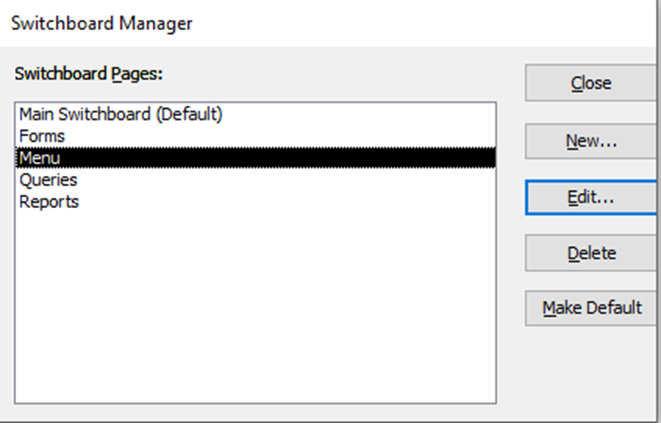 Switchboard Manager
Switchboard Pages:
Main Switchboard (Default)
Forms
Menu
Queries
Reports
Close
New...
Edit...
Delete
Make Default